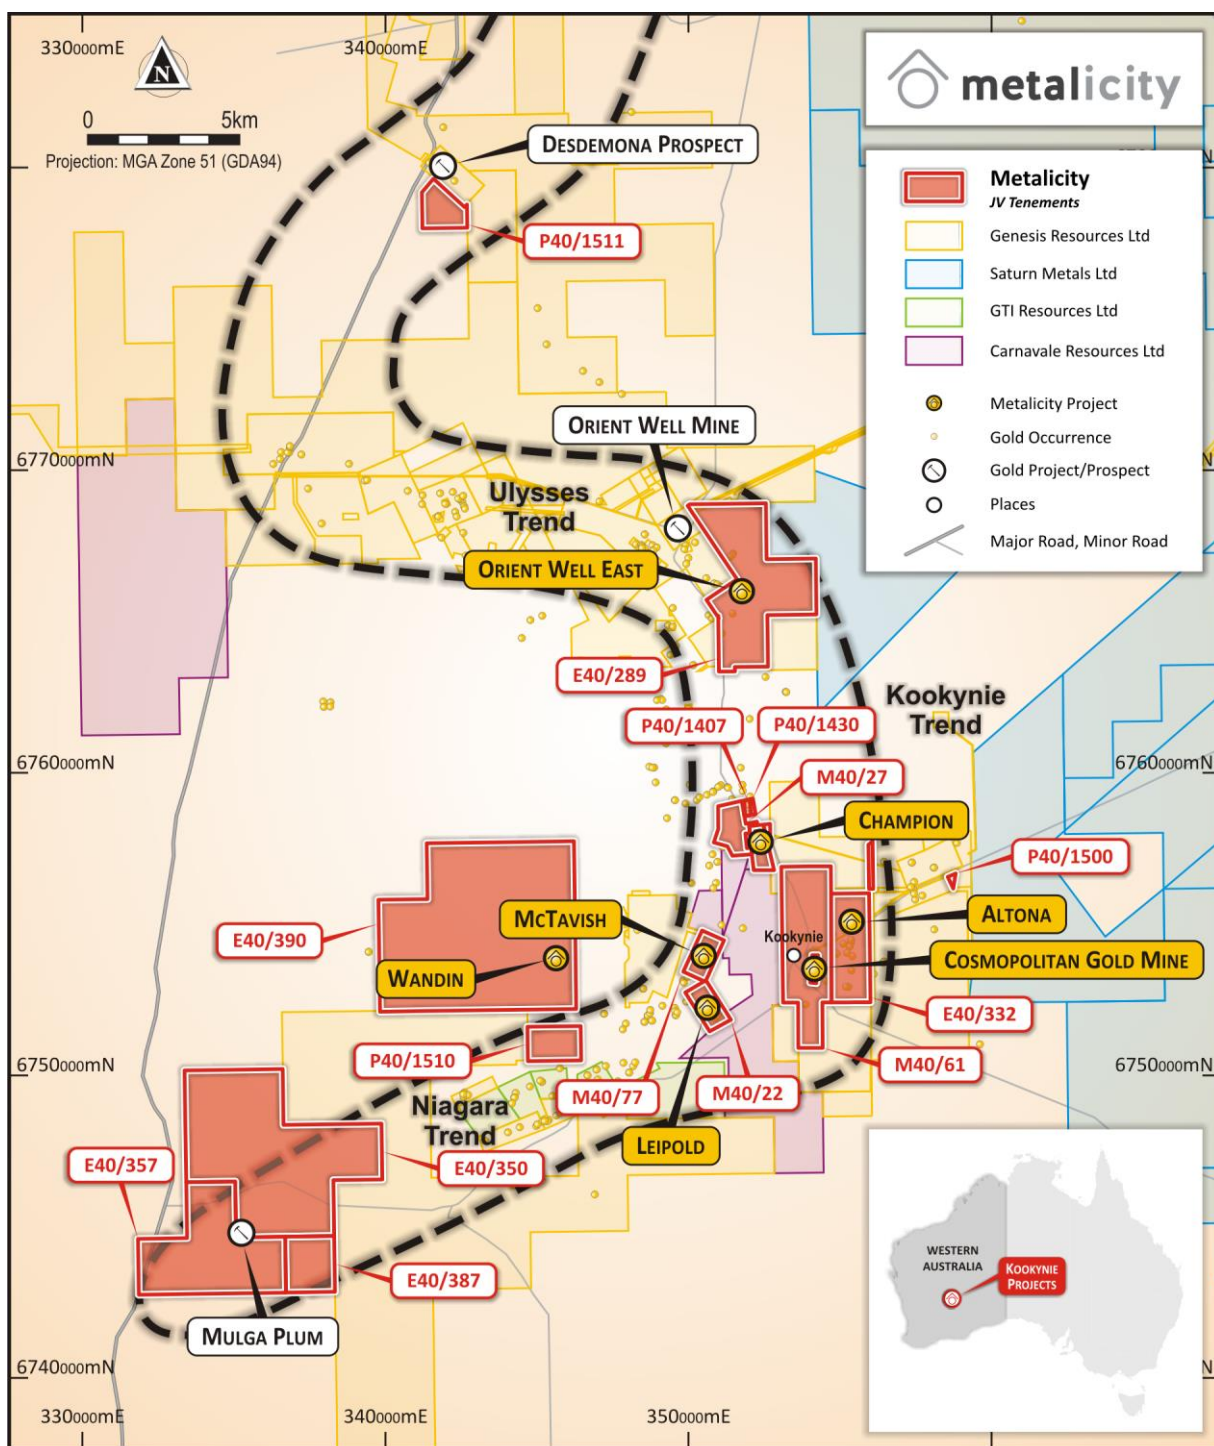 330000mE
340000mE
N
0
5km
Projection: MGA Zone 51 (GDA94)
metalicity
Metalicity
JV Tenements
Genesis Resources Ltd
Saturn Metals Ltd
GTI Resources Ltd
Carnavale Resources Ltd
Metalicity Project
Gold Occurrence
Gold Project/Prospect
Places
Major Road, Minor Road
DESDEMONA PROSPECT
P40/1511
ORIENT WELL MINE
6770000mN
Ulysses
Trend
ORIENT WELL EAST
E40/289
Kookynie
Trend
P40/1407
P40/1430
6760000mN
6760000mN
M40/27
CHAMPION
P40/1500
MCTAVISH
ALTONA
E40/390
Kookynie
WANDIN
COSMOPOLITAN GOLD MINE
E40/332
P40/1510
M40/61
6750000mN
6750000mN
M40/77
M40/22
Niagara
Trend
LEIPOLD
E40/357
E40/350
E40/387
MULGA PLUM
WESTERN
AUSTRALIA
KOOKYNIE
PROJECTS
6740000mN
330000mE
340000mE
350000mE